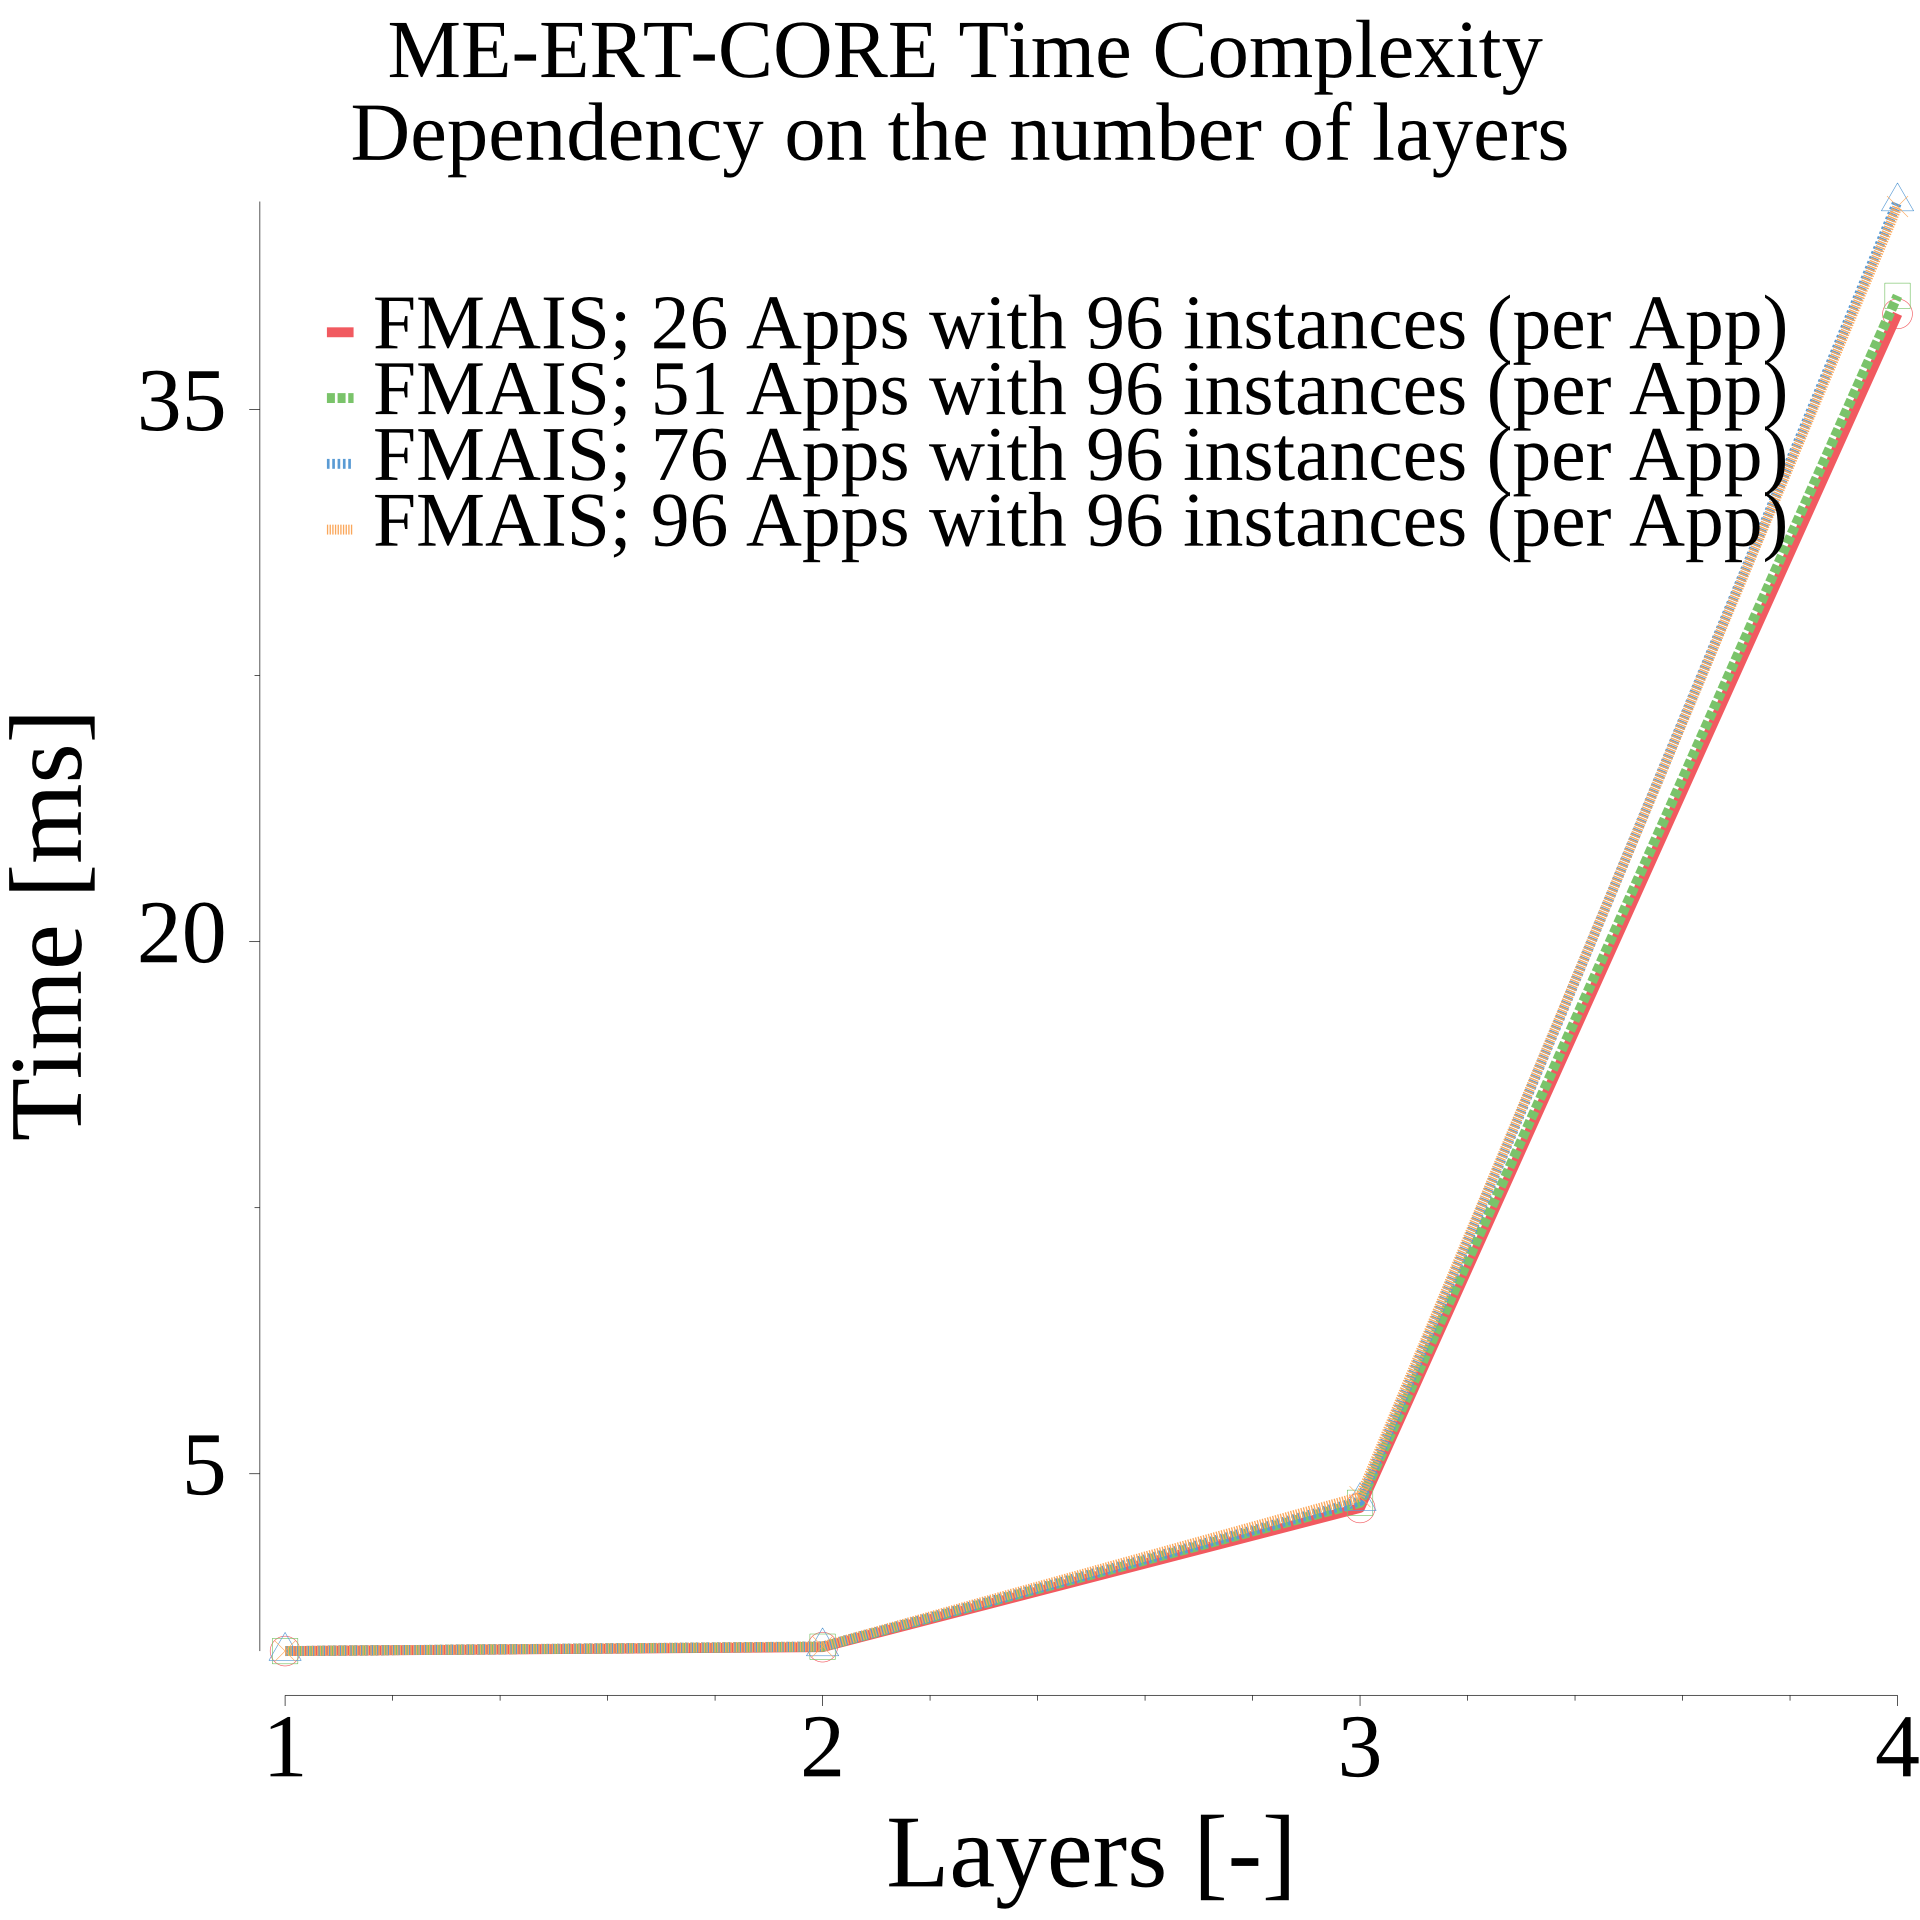 ME-ERT-CORE Time Complexity
Dependency on the number of layers
FMAIS; 26 Apps with 96 instances (per App)
FMAIS; 51 Apps with 96 instances (per App)
FMAIS; 76 Apps with 96 instances (per App)
FMAIS; 96 Apps with 96 instances (per App)
35
20
5
Time [ms]
1 2 3 4
Layers [-]